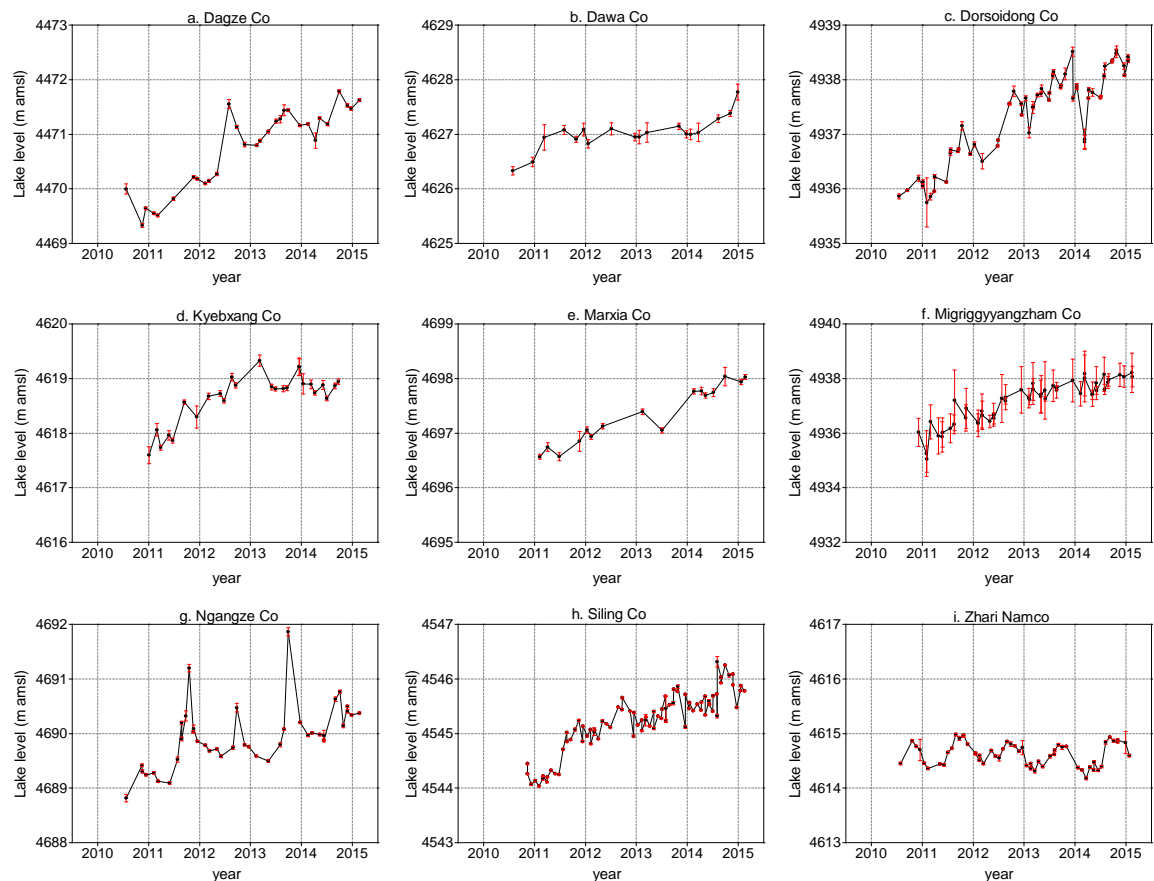 a. Dagze Co
b. Dawa Co
c. Dorsoidong Co
4473
4472
4471
4470
4469
Lake level (m amsl)
2010 2011 2012 2013 2014 2015
year
4629
4628
4627
4626
4625
Lake level (m amsl)
2010 2011 2012 2013 2014 2015
year
4939
4938
4937
4936
4935
Lake level (m amsl)
2010 2011 2012 2013 2014 2015
year
d. Kyebxang Co
e. Marxia Co
f. Migriggyyangzham Co
4620
4619
4618
4617
4616
Lake level (m amsl)
2010 2011 2012 2013 2014 2015
year
4699
4698
4697
4696
4695
Lake level (m amsl)
2010 2011 2012 2013 2014 2015
year
4940
4938
4936
4934
4932
Lake level (m amsl)
2010 2011 2012 2013 2014 2015
year
g. Ngangze Co
h. Siling Co
i. Zhari Namco
4692
4691
4690
4689
4688
Lake level (m amsl)
2010 2011 2012 2013 2014 2015
year
4547
4546
4545
4544
4543
Lake level (m amsl)
2010 2011 2012 2013 2014 2015
year
4617
4616
4615
4614
4613
Lake level (m amsl)
2010 2011 2012 2013 2014 2015
year